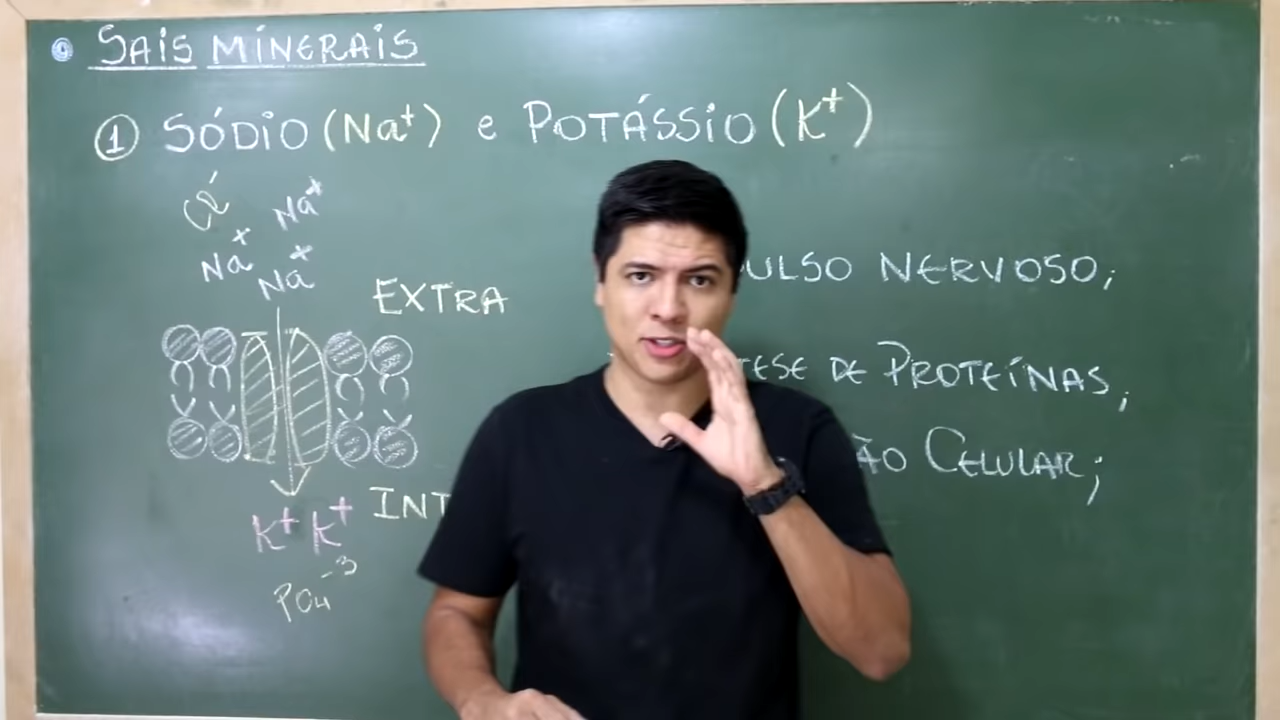 SAIS MINERAIS
① SÓDIO (Na⁺) e POTÁSSIO (K⁺)
Cl⁻ Na⁺
Na⁺
Na⁺
EXTRA
ULSO NERVOSO;
TESE DE PROTEÍNAS;
ÃO CELULAR;
INT
K⁺ K⁺
PO₄⁻³